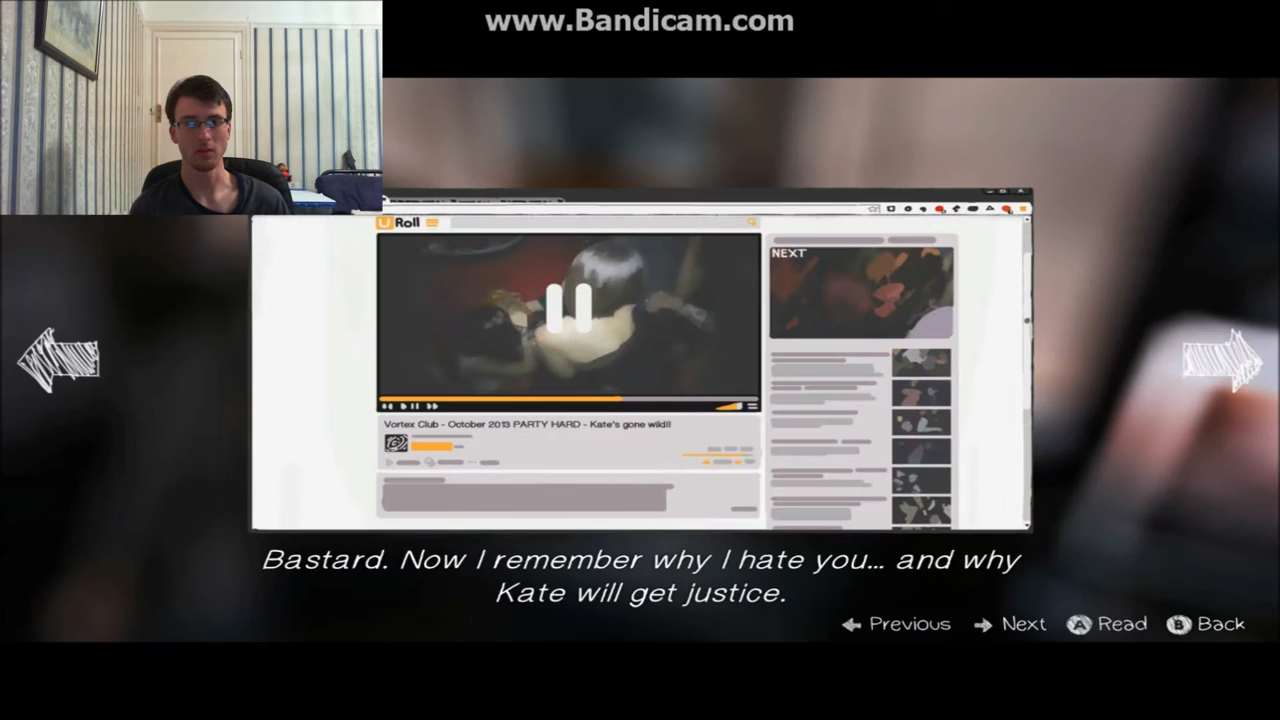 www.Bandicam.com
URoll
NEXT
Vortex Club - October 2013 PARTY HARD - Kate's gone wild!!
Bastard. Now I remember why I hate you... and why
Kate will get justice.
Previous Next A Read B Back